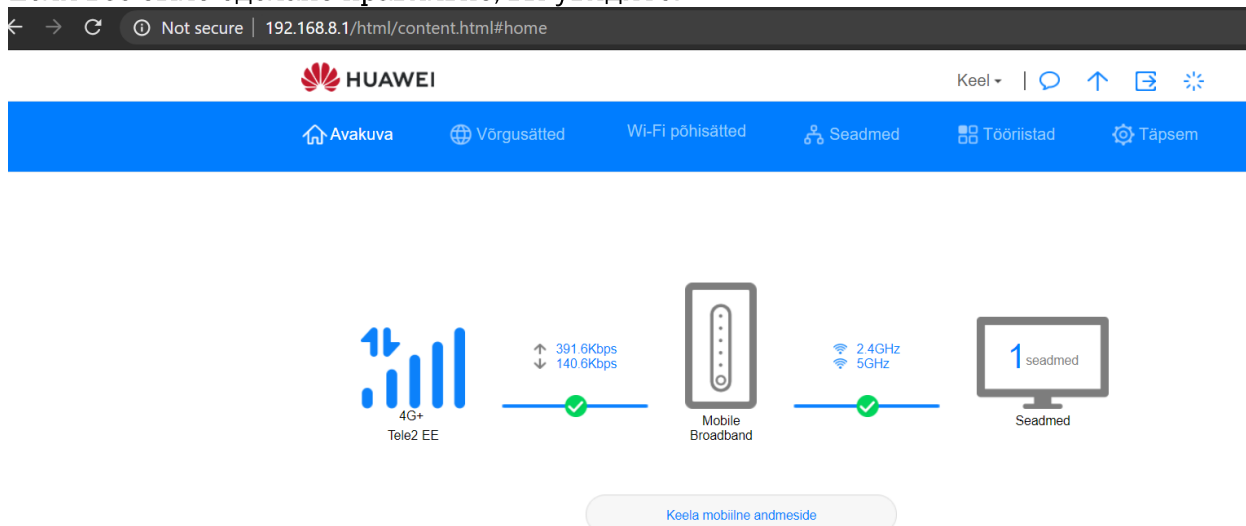 Not secure | 192.168.8.1/html/content.html#home
HUAWEI
Keel
Avakuva
Võrgusätted
Wi-Fi põhisätted
Seadmed
Tööriistad
Täpsem
391.6Kbps
140.6Kbps
2.4GHz
5GHz
1 seadmed
4G+
Tele2 EE
Mobile
Broadband
Seadmed
Keela mobiilne andmeside